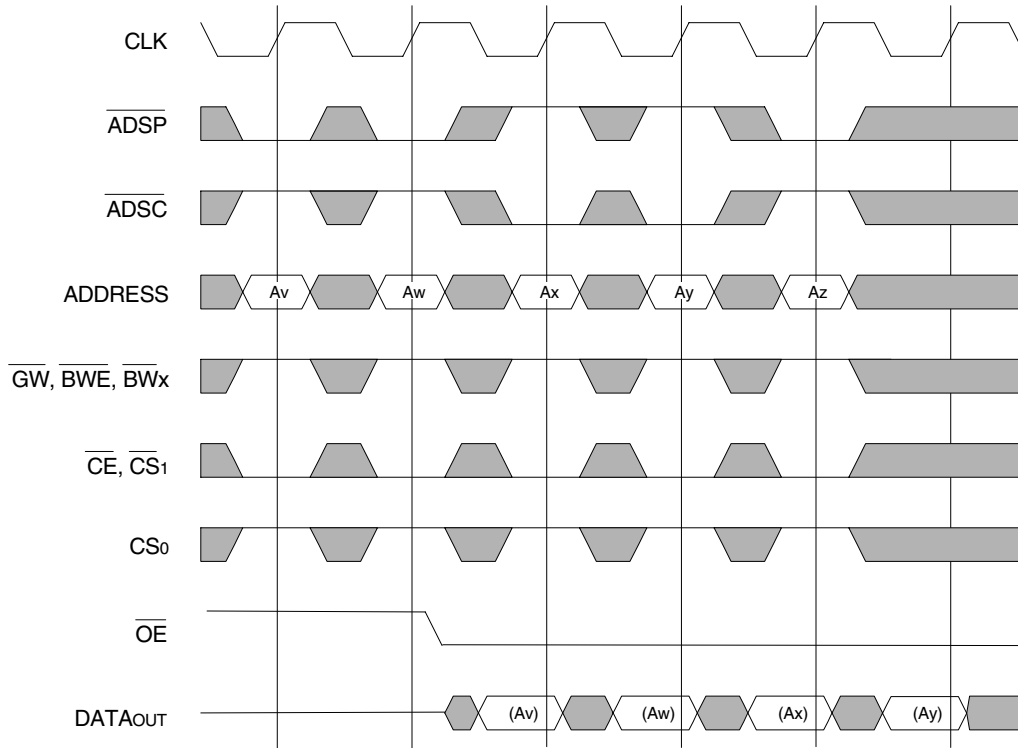 CLK
ADSP
ADSC
ADDRESS Av Aw Ax Ay Az
GW, BWE, BWx
CE, CS1
CS0
OE
DATAOUT (Av) (Aw) (Ax) (Ay)